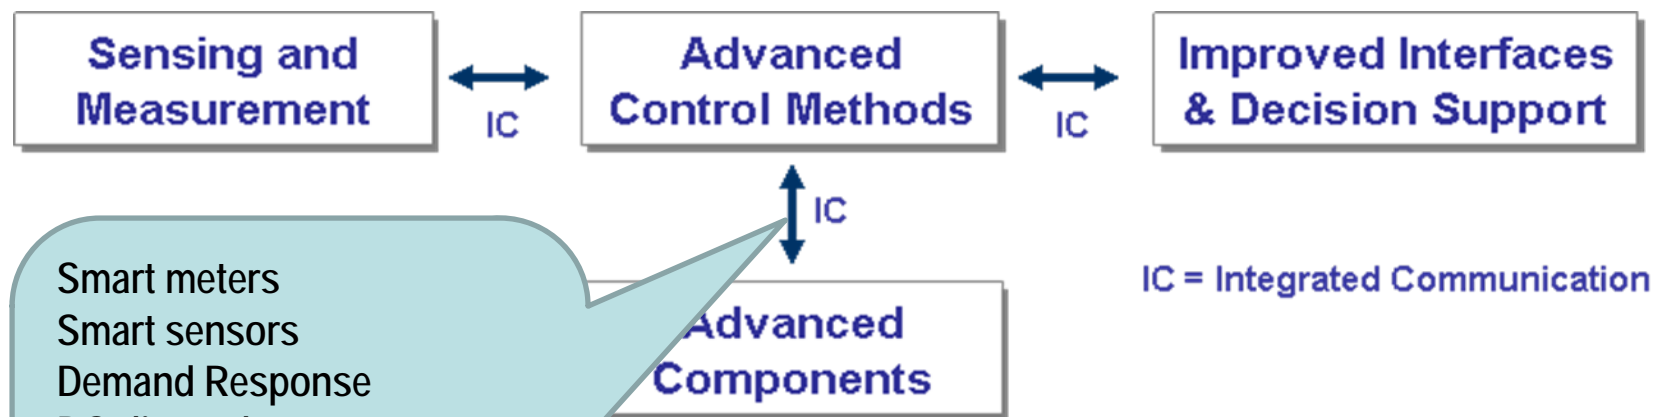 Sensing and
Measurement
IC
Advanced
Control Methods
IC
Improved Interfaces
& Decision Support
IC
IC = Integrated Communication
Smart meters
Smart sensors
Demand Response
Advanced
Components